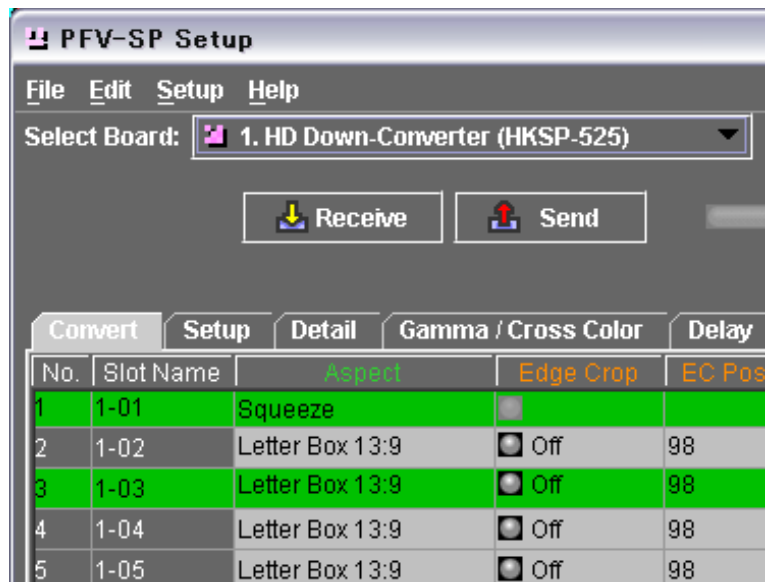 PFV-SP Setup
File Edit Setup Help
Select Board: 1. HD Down-Converter (HKSP-525)
Receive Send
Convert Setup Detail Gamma / Cross Color Delay
No. Slot Name Aspect Edge Crop EC Pos
1 1-01 Squeeze
2 1-02 Letter Box 13:9 Off 98
3 1-03 Letter Box 13:9 Off 98
4 1-04 Letter Box 13:9 Off 98
5 1-05 Letter Box 13:9 Off 98